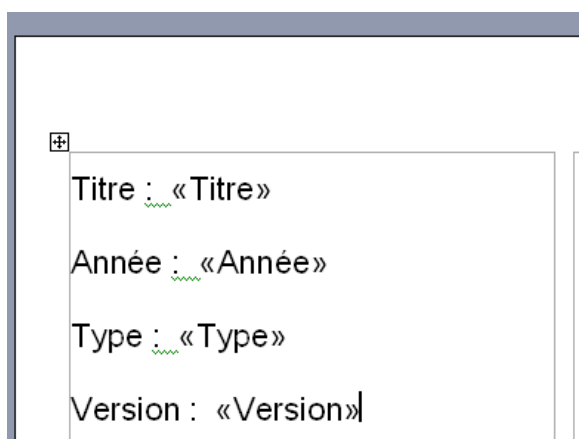 Titre :  «Titre»
Année :  «Année»
Type :  «Type»
Version :  «Version»